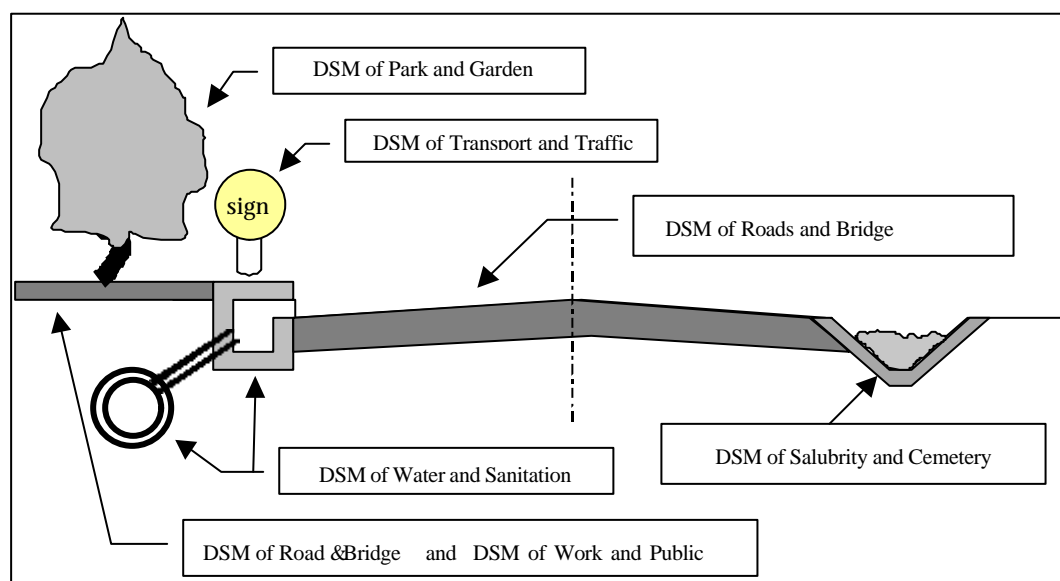 DSM of Park and Garden
DSM of Transport and Traffic
sign
DSM of Roads and Bridge
DSM of Salubrity and Cemetery
DSM of Water and Sanitation
DSM of Road &Bridge and DSM of Work and Public